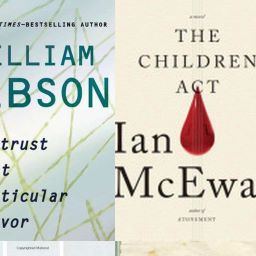 TIMES–BESTSELLING AUTHOR
ILLIAM
BSON
trust
t
ticular
vor
a novel
THE
CHILDREN
ACT
Ian
McEwa
author of
ATONEMENT